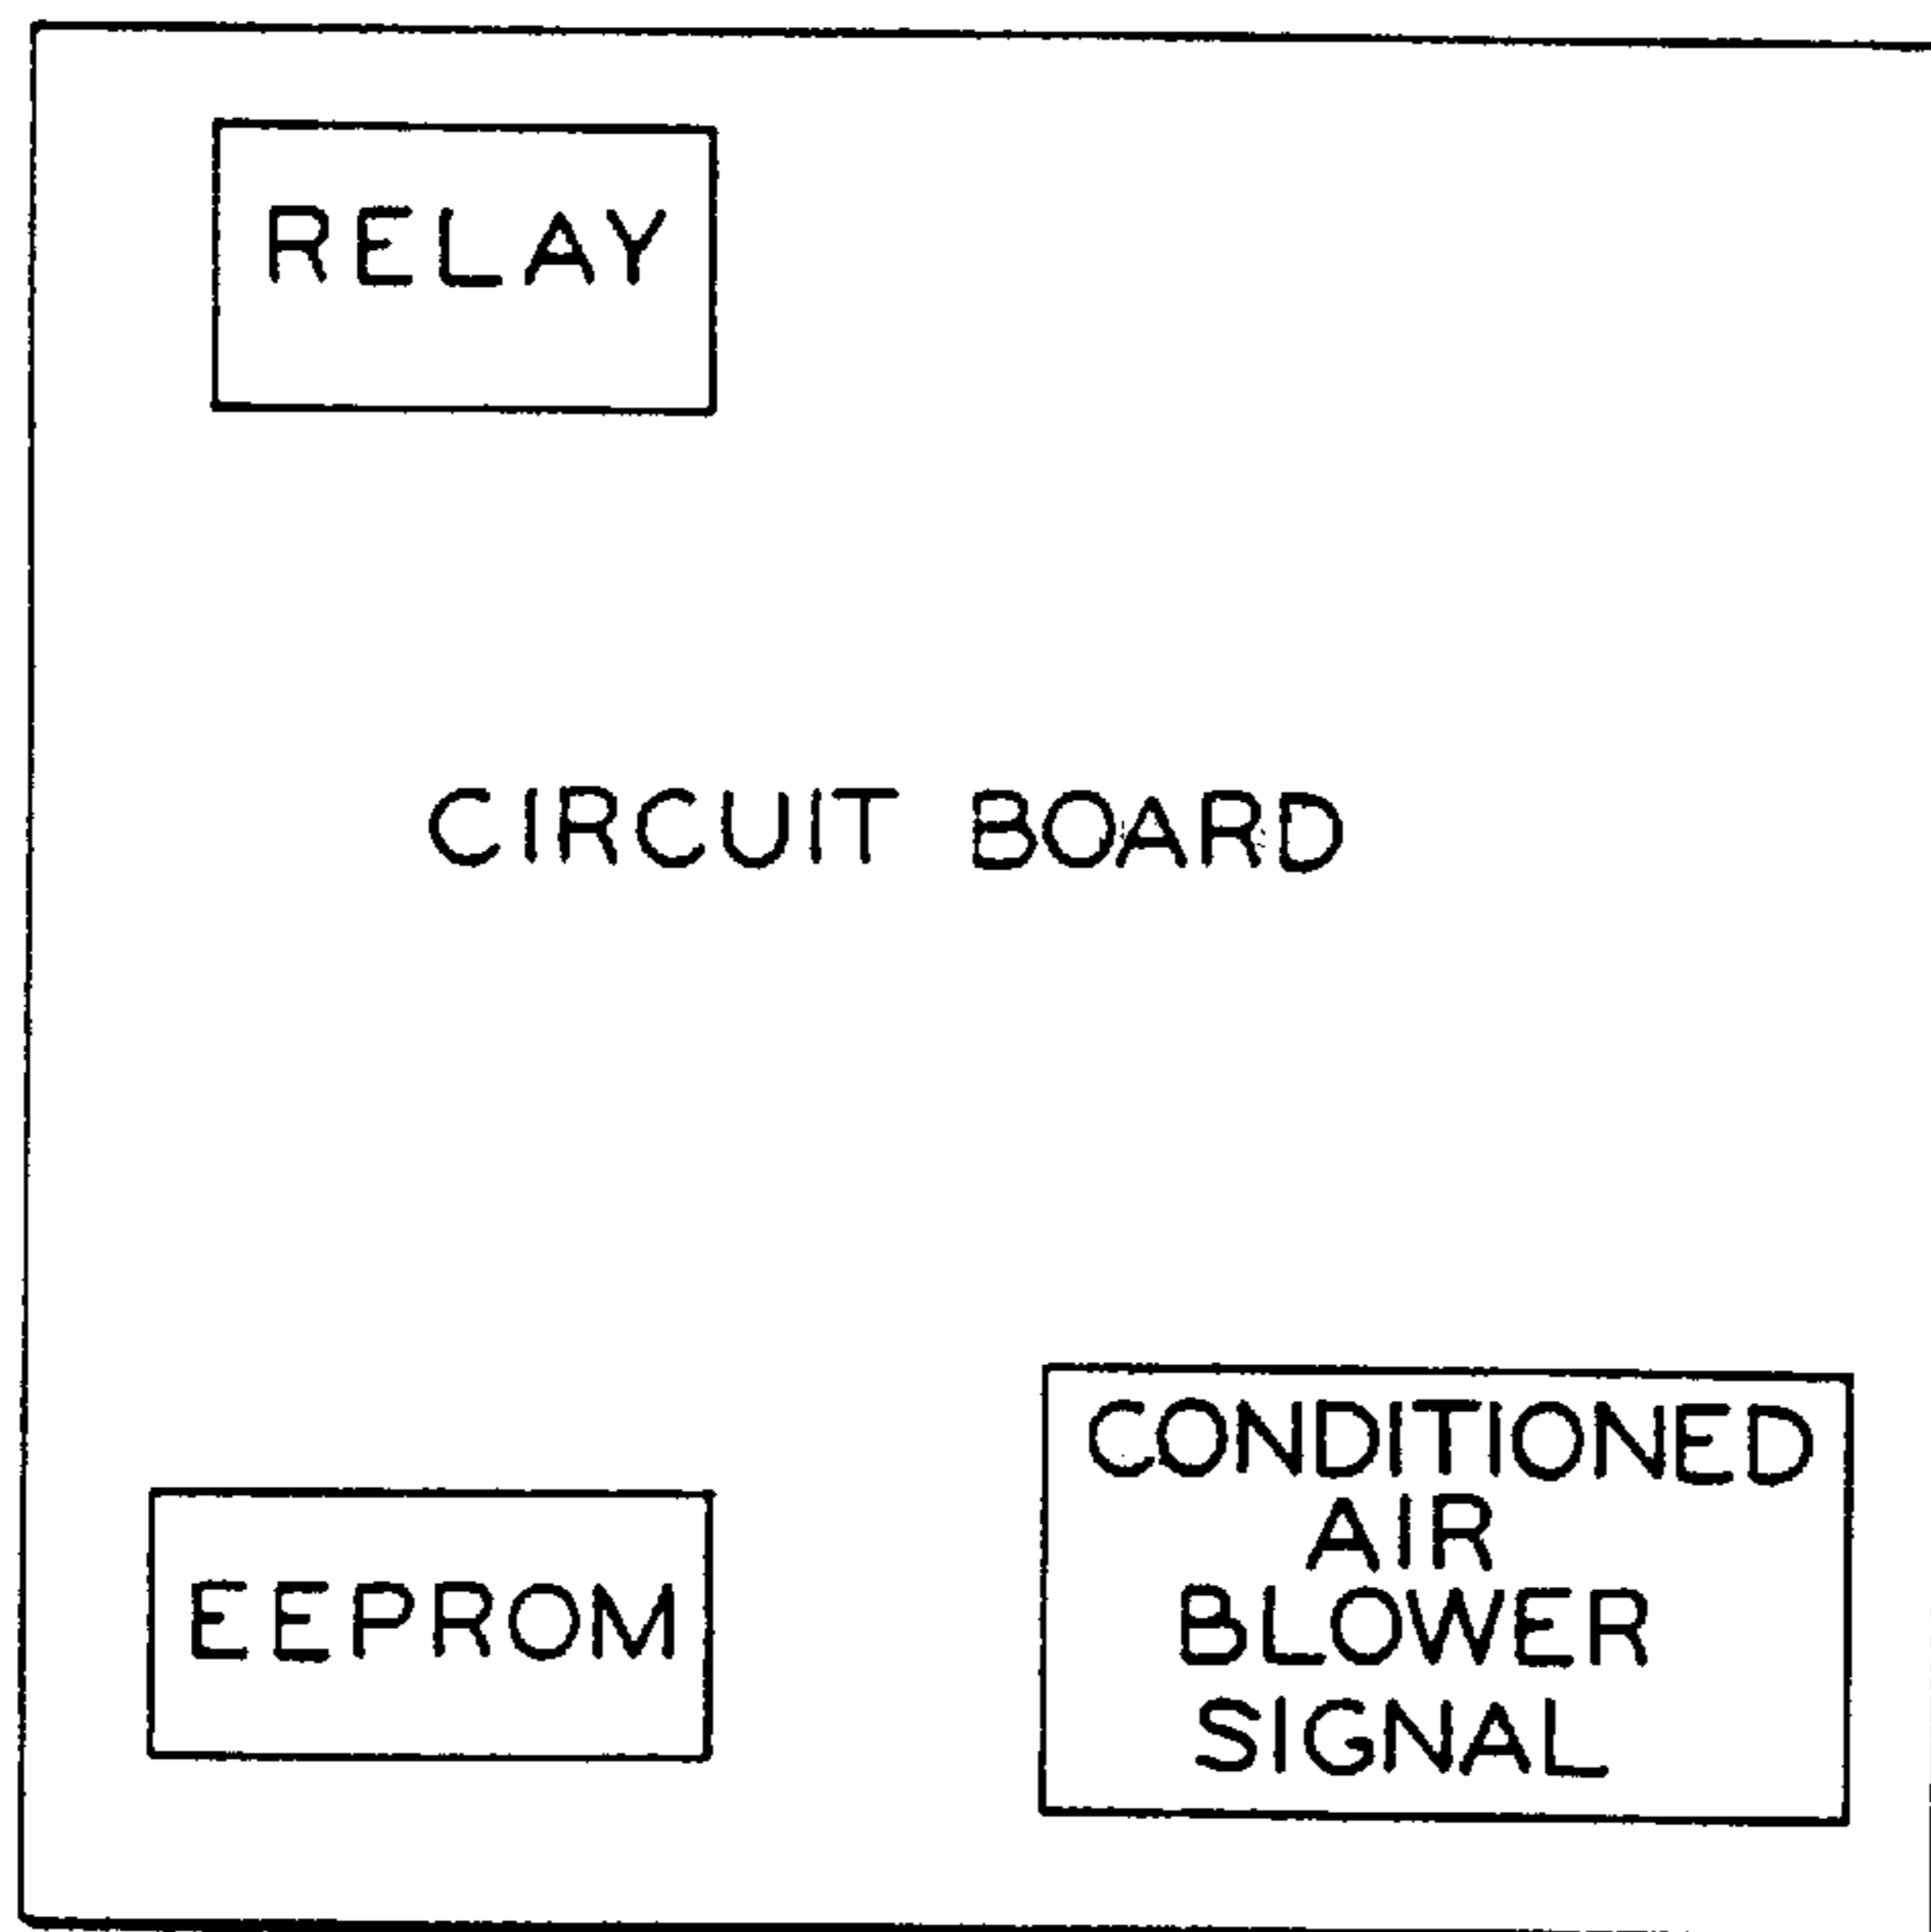 RELAY
CIRCUIT BOARD
EEPROM
CONDITIONED
AIR
BLOWER
SIGNAL